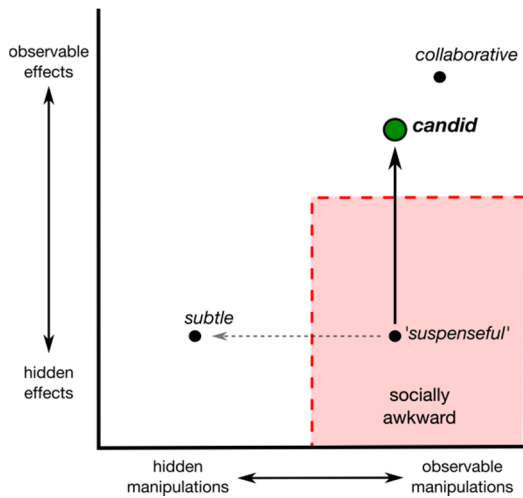 observable
effects
collaborative
candid
subtle
'suspenseful'
hidden
effects
socially
awkward
hidden
manipulations
observable
manipulations